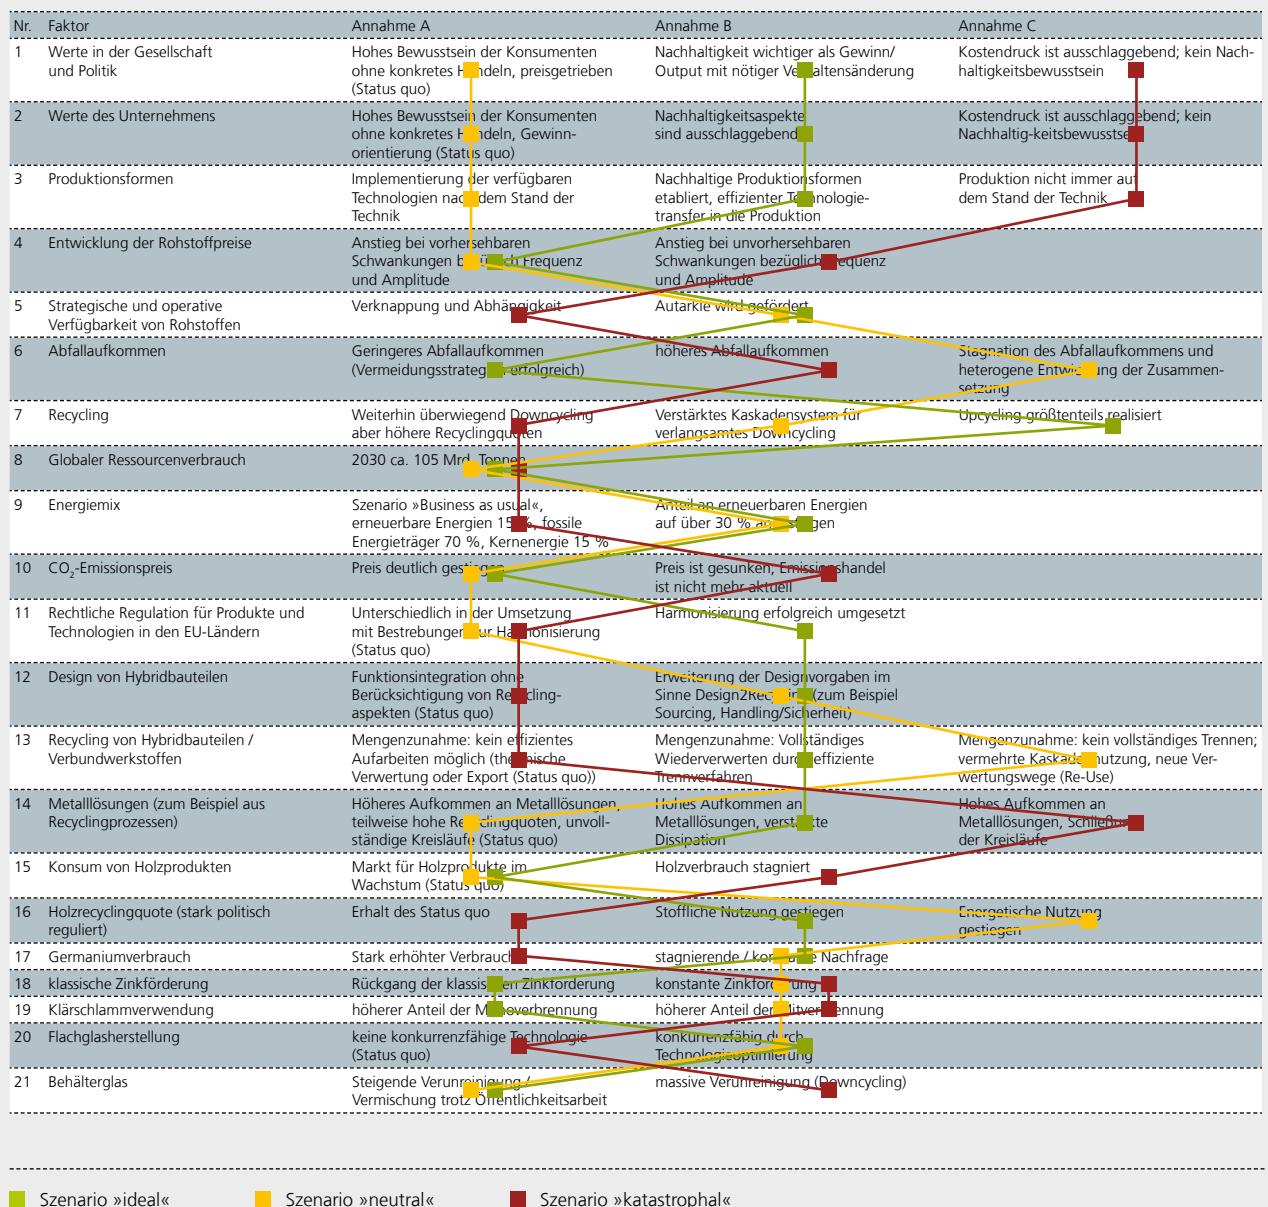 Nr. Faktor Annahme A Annahme B Annahme C
1 Werte in der Gesellschaft und Politik
Hohes Bewusstsein der Konsumenten
ohne konkretes Handeln, preisgetrieben
(Status quo)
Nachhaltigkeit wichtiger als Gewinn/
Output mit nötiger Verhaltensänderung
Kostendruck ist ausschlaggebend; kein Nach-
haltigkeitsbewusstsein
2 Werte des Unternehmens
Hohes Bewusstsein der Konsumenten
ohne konkretes Handeln, Gewinn-
orientierung (Status quo)
Nachhaltigkeitsaspekte
sind ausschlaggebend
Kostendruck ist ausschlaggebend; kein
Nachhaltig-keitsbewusstsein
3 Produktionsformen
Implementierung der verfügbaren
Technologien nach dem Stand der
Technik
Nachhaltige Produktionsformen
etabliert, effizienter Technologie-
transfer in die Produktion
Produktion nicht immer auf
dem Stand der Technik
4 Entwicklung der Rohstoffpreise
Anstieg bei vorhersehbaren
Schwankungen bezüglich Frequenz
und Amplitude
Anstieg bei unvorhersehbaren
Schwankungen bezüglich Frequenz
und Amplitude
5 Strategische und operative
Verfügbarkeit von Rohstoffen
Verknappung und Abhängigkeit
Autarkie wird gefördert
6 Abfallaufkommen
Geringeres Abfallaufkommen
(Vermeidungsstrategien erfolgreich)
höheres Abfallaufkommen
Stagnation des Abfallaufkommens und
heterogene Entwicklung der Zusammen-
setzung
7 Recycling
Weiterhin überwiegend Downcycling
aber höhere Recyclingquoten
Verstärktes Kaskadensystem für
verlangsamtes Downcycling
Upcycling größtenteils realisiert
8 Globaler Ressourcenverbrauch
2030 ca. 105 Mrd. Tonnen
9 Energiemix
Szenario »Business as usual«,
erneuerbare Energien 15 %, fossile
Energieträger 70 %, Kernenergie 15 %
Anteil an erneuerbaren Energien
auf über 30 % angestiegen
10 CO2-Emissionspreis
Preis deutlich gestiegen
Preis ist gesunken, Emissionshandel
ist nicht mehr aktuell
11 Rechtliche Regulation für Produkte und
Technologien in den EU-Ländern
Unterschiedlich in der Umsetzung
mit Bestrebungen zur Harmonisierung
(Status quo)
Harmonisierung erfolgreich umgesetzt
12 Design von Hybridbauteilen
Funktionsintegration ohne
Berücksichtigung von Recycling-
aspekten (Status quo)
Erweiterung der Designvorgaben im
Sinne Design2Recycling (zum Beispiel
Sourcing, Handling/Sicherheit)
13 Recycling von Hybridbauteilen /
Verbundwerkstoffen
Mengenzunahme: kein effizientes
Aufarbeiten möglich (thermische
Verwertung oder Export (Status quo))
Mengenzunahme: Vollständiges
Wiederverwerten durch effiziente
Trennverfahren
Mengenzunahme: kein vollständiges Trennen;
vermehrte Kaskadennutzung, neue Ver-
wertungswege (Re-Use)
14 Metalllösungen (zum Beispiel aus
Recyclingprozessen)
Höheres Aufkommen an Metalllösungen,
teilweise hohe Recyclingquoten, unvoll-
ständige Kreisläufe (Status quo)
Hohes Aufkommen an
Metalllösungen, verstärkte
Dissipation
Hohes Aufkommen an
Metalllösungen, Schließung
der Kreisläufe
15 Konsum von Holzprodukten
Markt für Holzprodukte im
Wachstum (Status quo)
Holzverbrauch stagniert
16 Holzrecyclingquote (stark politisch
reguliert)
Erhalt des Status quo
Stoffliche Nutzung gestiegen
Energetische Nutzung
gestiegen
17 Germaniumverbrauch
Stark erhöhter Verbrauch
stagnierende / konstante Nachfrage
18 klassische Zinkförderung
Rückgang der klassischen Zinkförderung
konstante Zinkförderung
19 Klärschlammverwendung
höherer Anteil der Monoverbrennung
höherer Anteil der Mitverbrennung
20 Flachglasherstellung
keine konkurrenzfähige Technologie
(Status quo)
konkurrenzfähig durch
Technologieoptimierung
21 Behälterglas
Steigende Verunreinigung /
Vermischung trotz Öffentlichkeitsarbeit
massive Verunreinigung (Downcycling)
Szenario »ideal« Szenario »neutral« Szenario »katastrophal«